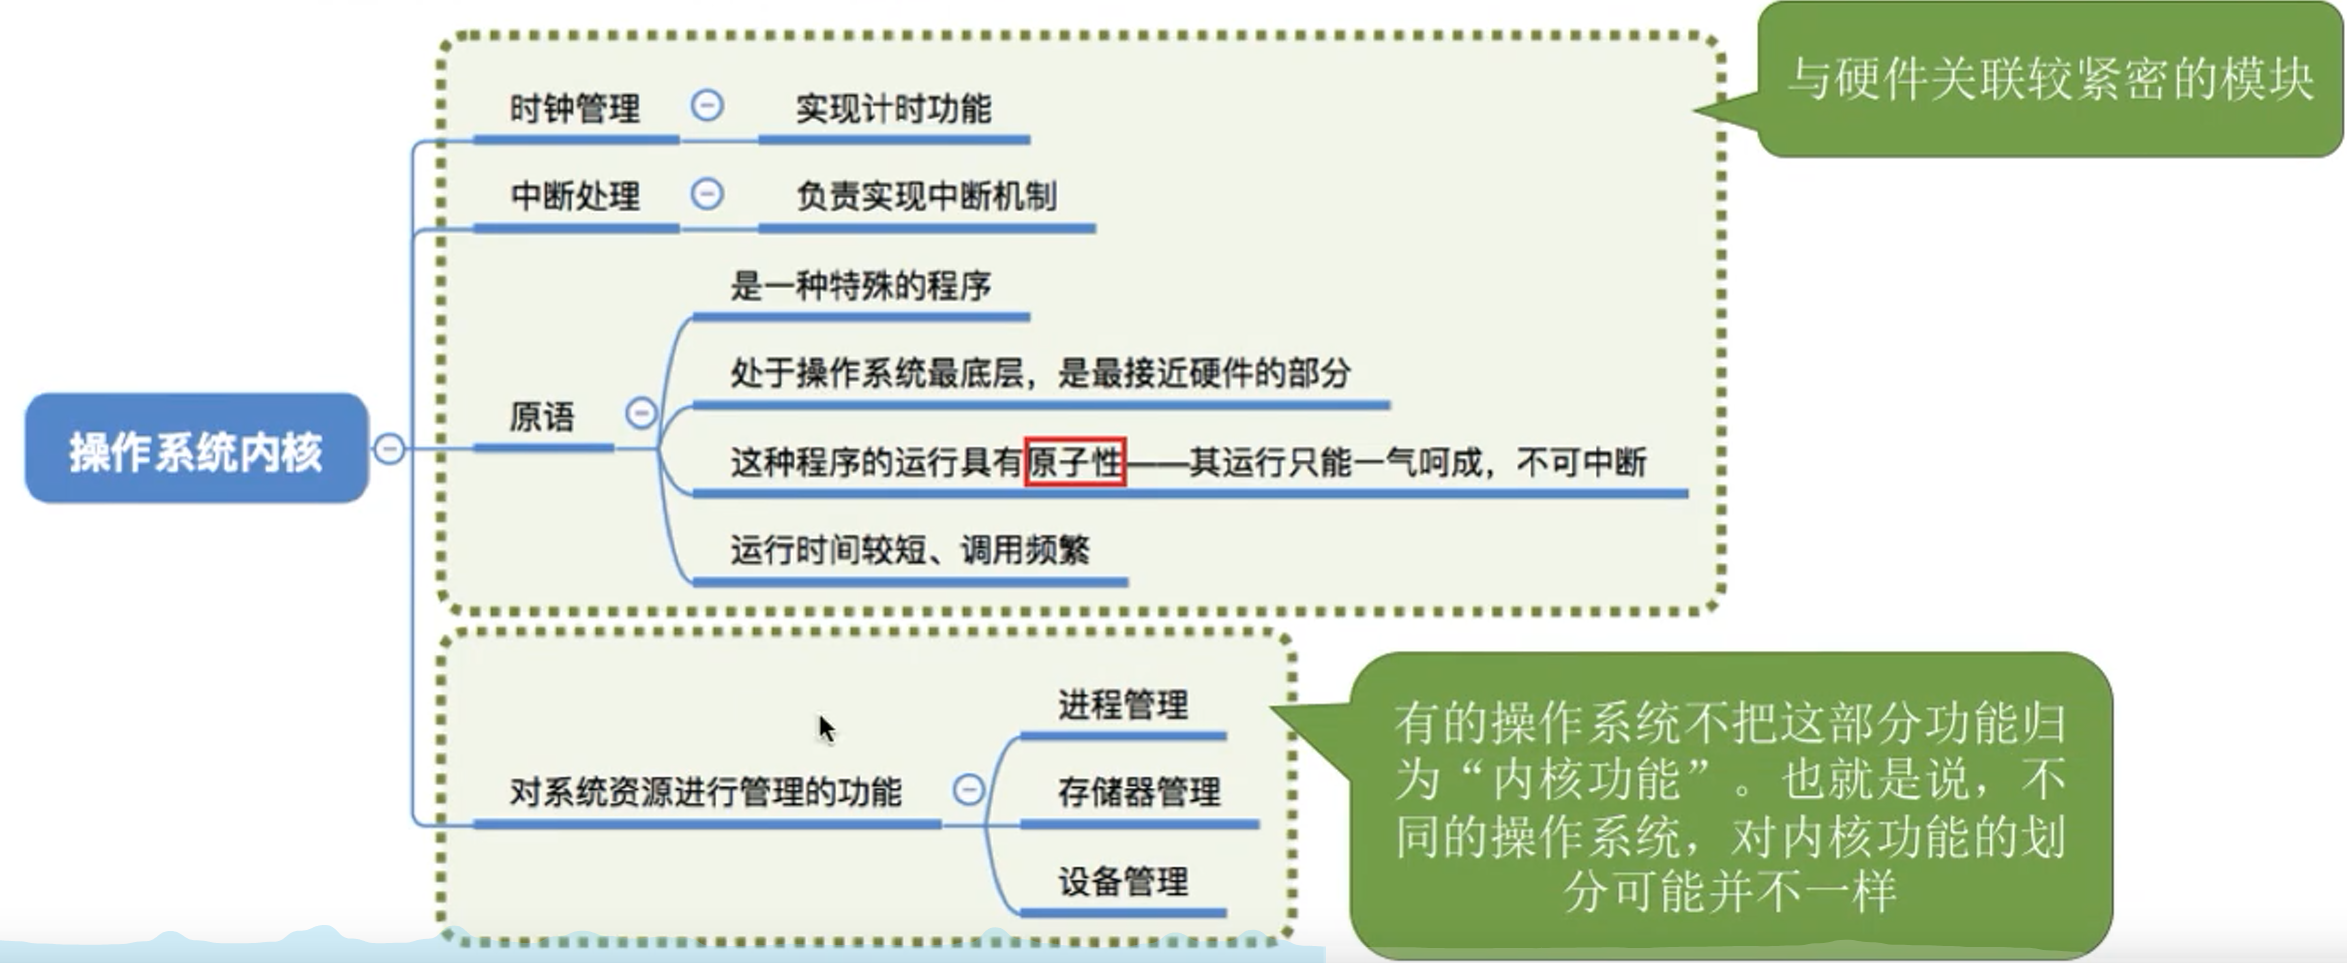 与硬件关联较紧密的模块
时钟管理
实现计时功能
中断处理
负责实现中断机制
是一种特殊的程序
处于操作系统最底层，是最接近硬件的部分
原语
操作系统内核
这种程序的运行具有原子性——其运行只能一气呵成，不可中断
运行时间较短、调用频繁
进程管理
对系统资源进行管理的功能
存储器管理
设备管理
有的操作系统不把这部分功能归
为“内核功能”。也就是说，不
同的操作系统，对内核功能的划
分可能并不一样